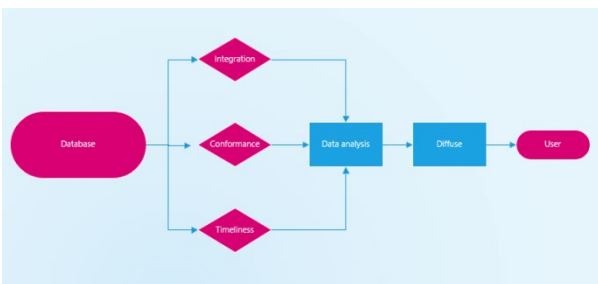 Integration
Database
Conformance
Data analysis
Diffuse
User
Timeliness